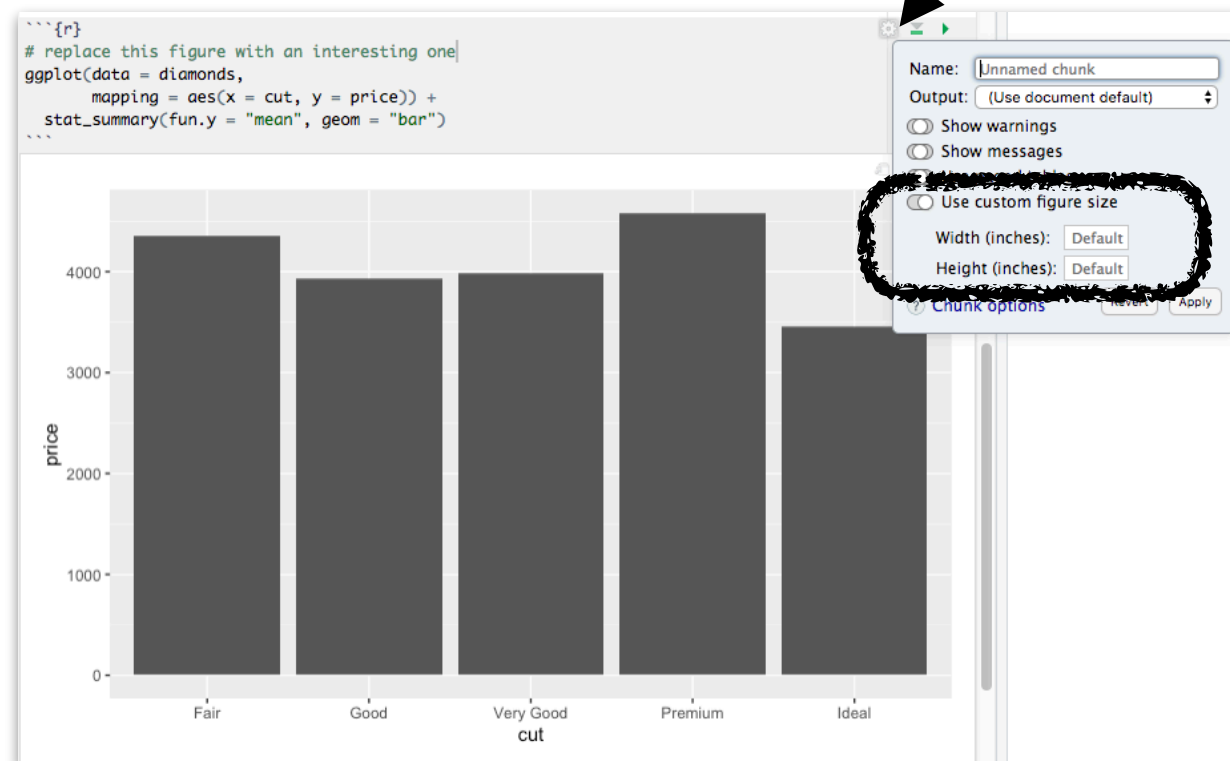 ```{r}
# replace this figure with an interesting one
ggplot(data = diamonds,
       mapping = aes(x = cut, y = price)) +
  stat_summary(fun.y = "mean", geom = "bar")
```
Name: Unnamed chunk
Output: (Use document default)
Show warnings
Show messages
Use custom figure size
Width (inches): Default
Height (inches): Default
? Chunk options Revert Apply
price
4000
3000
2000
1000
0
Fair Good Very Good Premium Ideal
cut